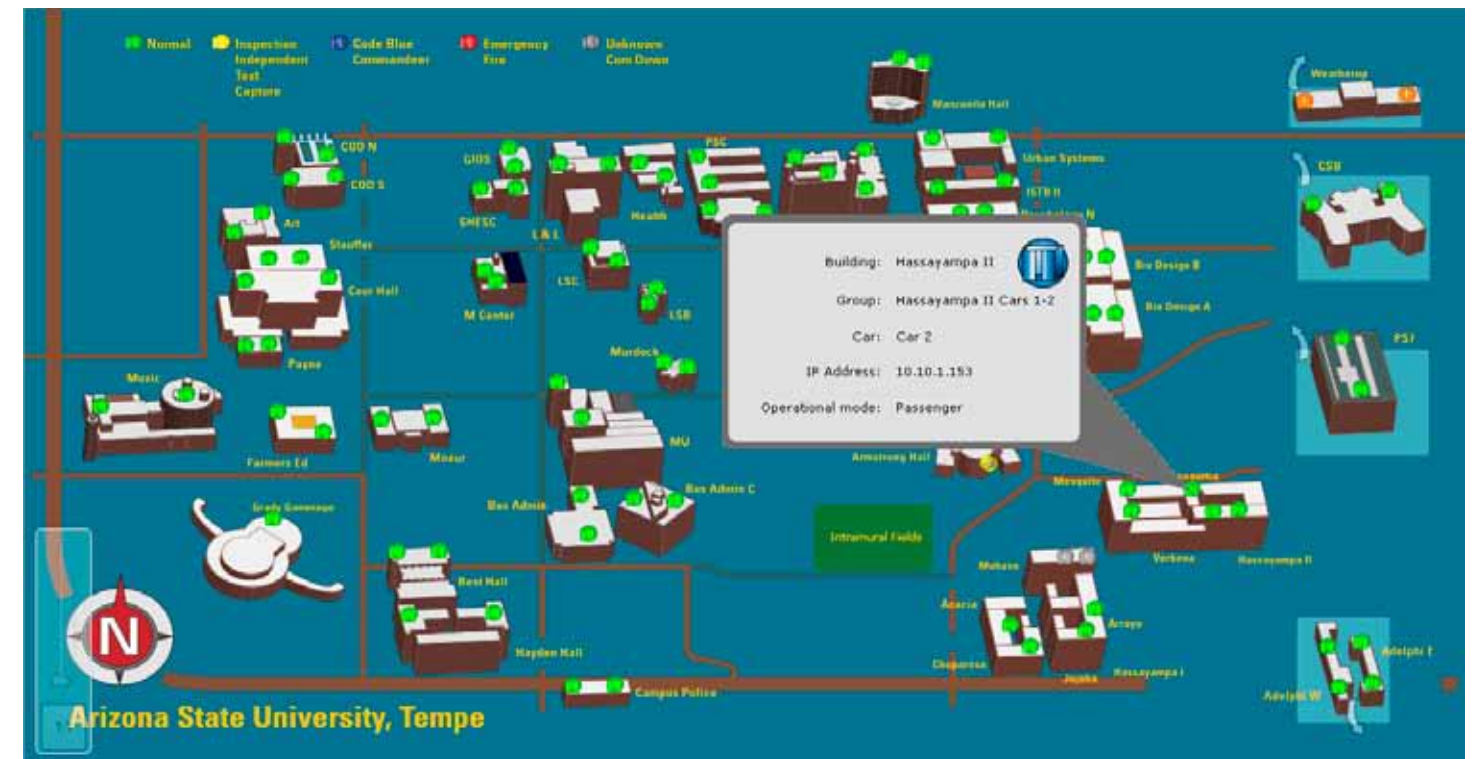 Normal
Inspection
Independent
Test
Capture
Code Blue
Commandeer
Emergency
Fire
Unknown
Com Down
Manzanita Hall
Weatherup
COD N
COD S
GIOS
PSC
Urban Systems
ISTB II
CSB
Art
Stauffer
GHESC
L & L
Health
Building: Hassayampa II
Group: Hassayampa II Cars 1-2
Car: Car 2
IP Address: 10.10.1.153
Operational mode: Passenger
Bio Design B
Bio Design A
Coor Hall
M Center
LSC
LSB
Payne
Murdock
PS7
Music
Farmers Ed
Moeur
MU
Armstrong Hall
Mesquite
Grady Gammage
Bus Admin
Bus Admin C
Intramural Fields
Verbena
Hassayampa II
Best Hall
Mohave
Acacia
Arroyo
Hayden Hall
Chaparosa
Jojoba
Hassayampa I
Campus Police
Adelphi
Adelphi W
N
Arizona State University, Tempe